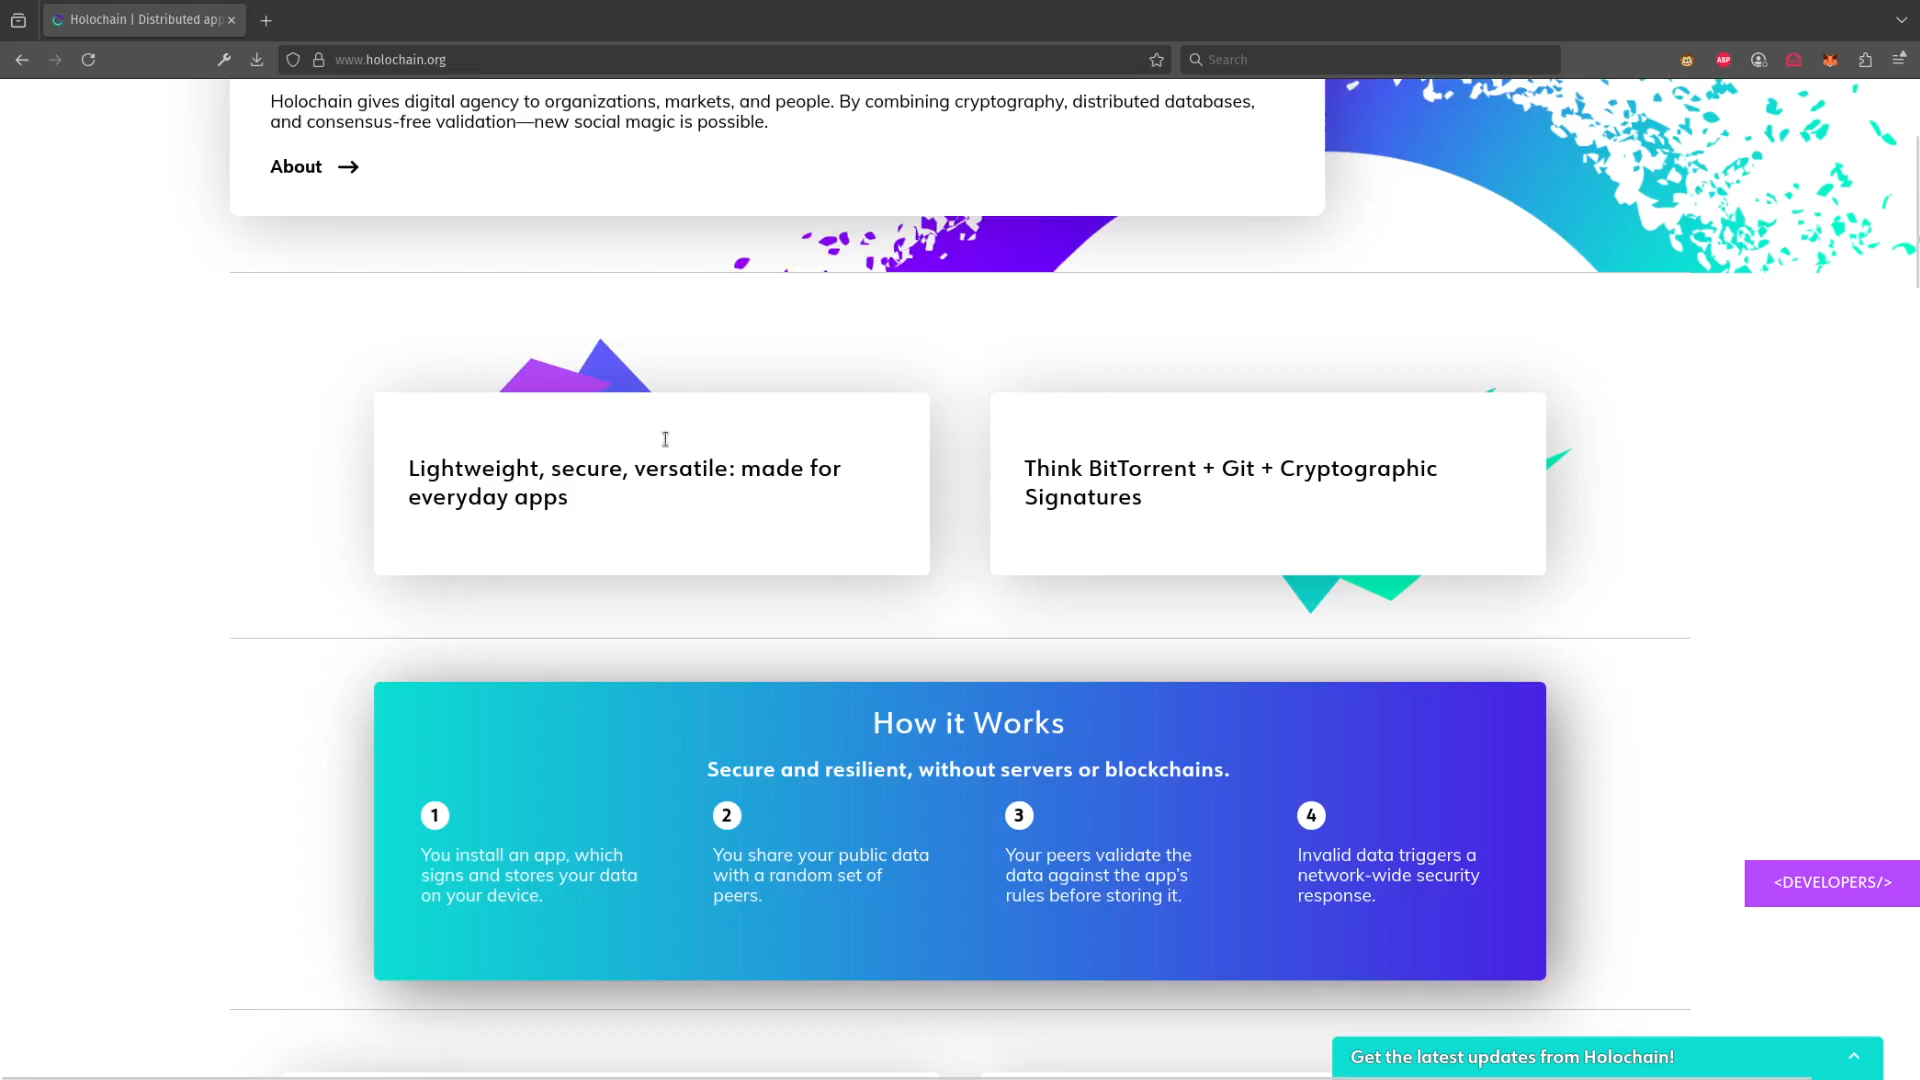 Holochain | Distributed app
www.holochain.org
Search
ABP
Holochain gives digital agency to organizations, markets, and people. By combining cryptography, distributed databases,
and consensus-free validation—new social magic is possible.
About →
Lightweight, secure, versatile: made for
everyday apps
Think BitTorrent + Git + Cryptographic
Signatures
How it Works
Secure and resilient, without servers or blockchains.
1
You install an app, which
signs and stores your data
on your device.
2
You share your public data
with a random set of
peers.
3
Your peers validate the
data against the app's
rules before storing it.
4
Invalid data triggers a
network-wide security
response.
<DEVELOPERS/>
Get the latest updates from Holochain!